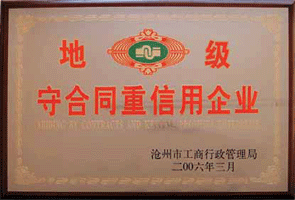 地级
守合同重信用企业
沧州市工商行政管理局
二00六年三月